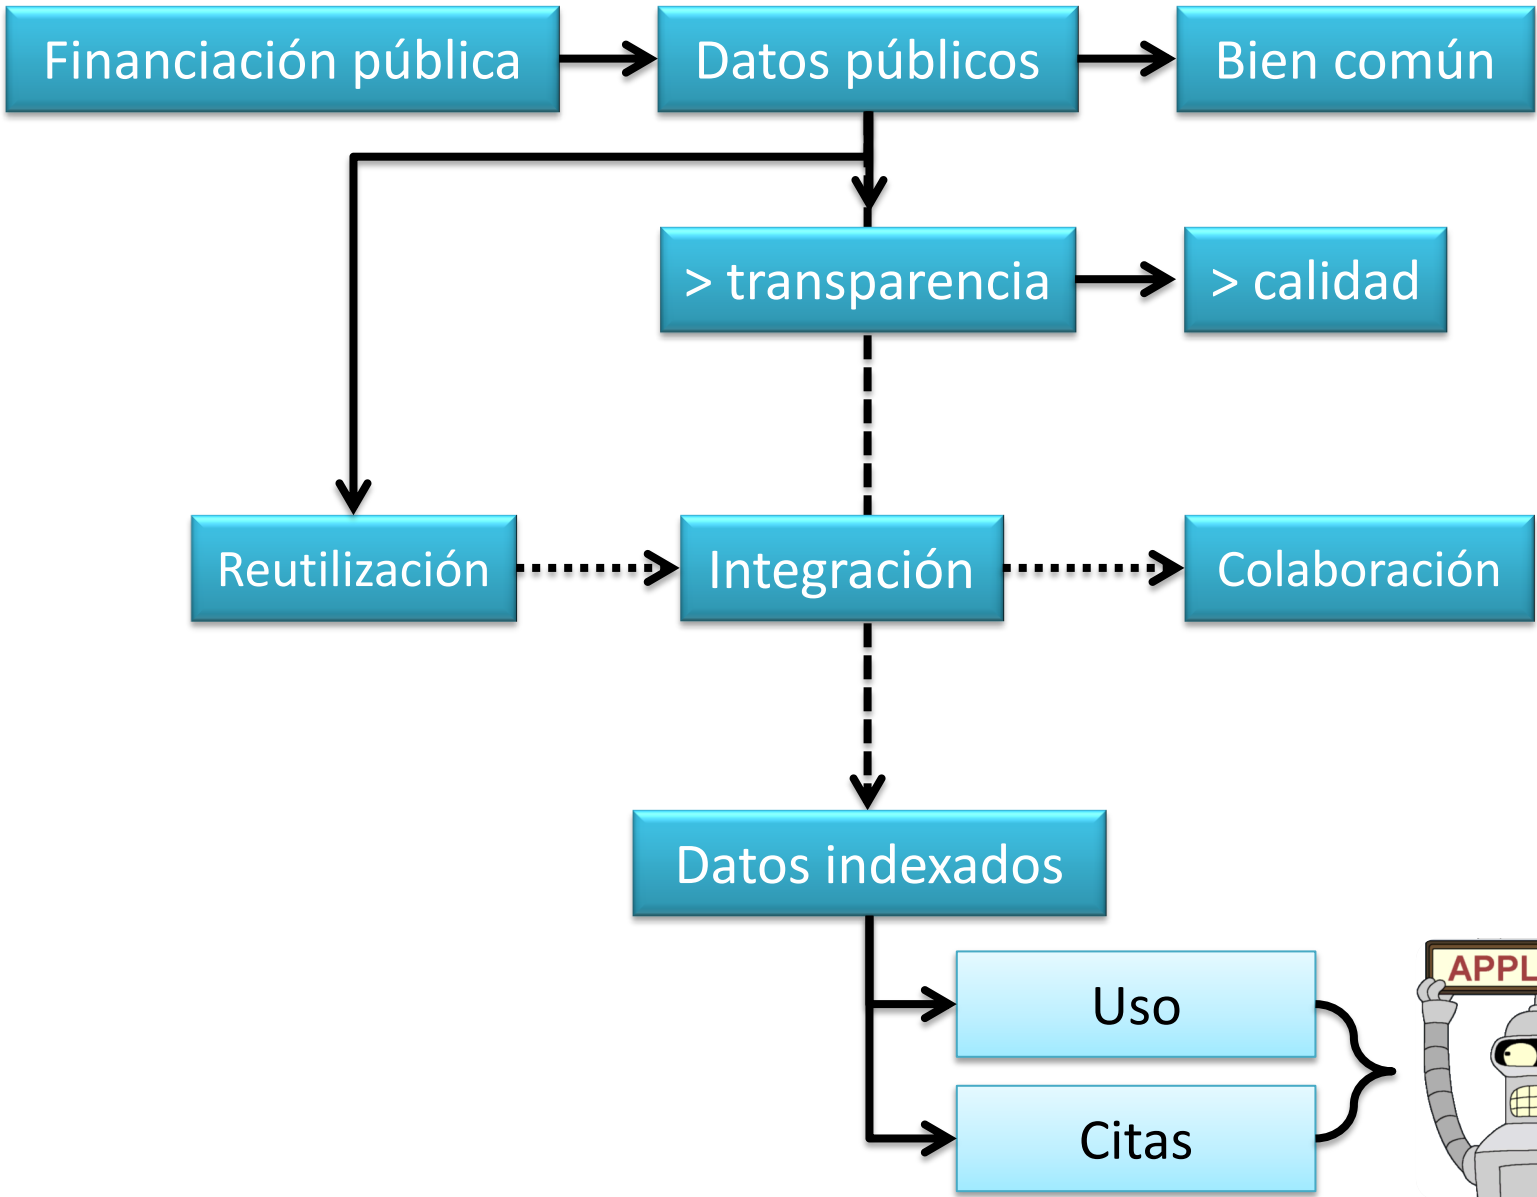 Financiación pública
Datos públicos
Bien común
> transparencia
> calidad
Reutilización
Integración
Colaboración
Datos indexados
Uso
APPL
Citas